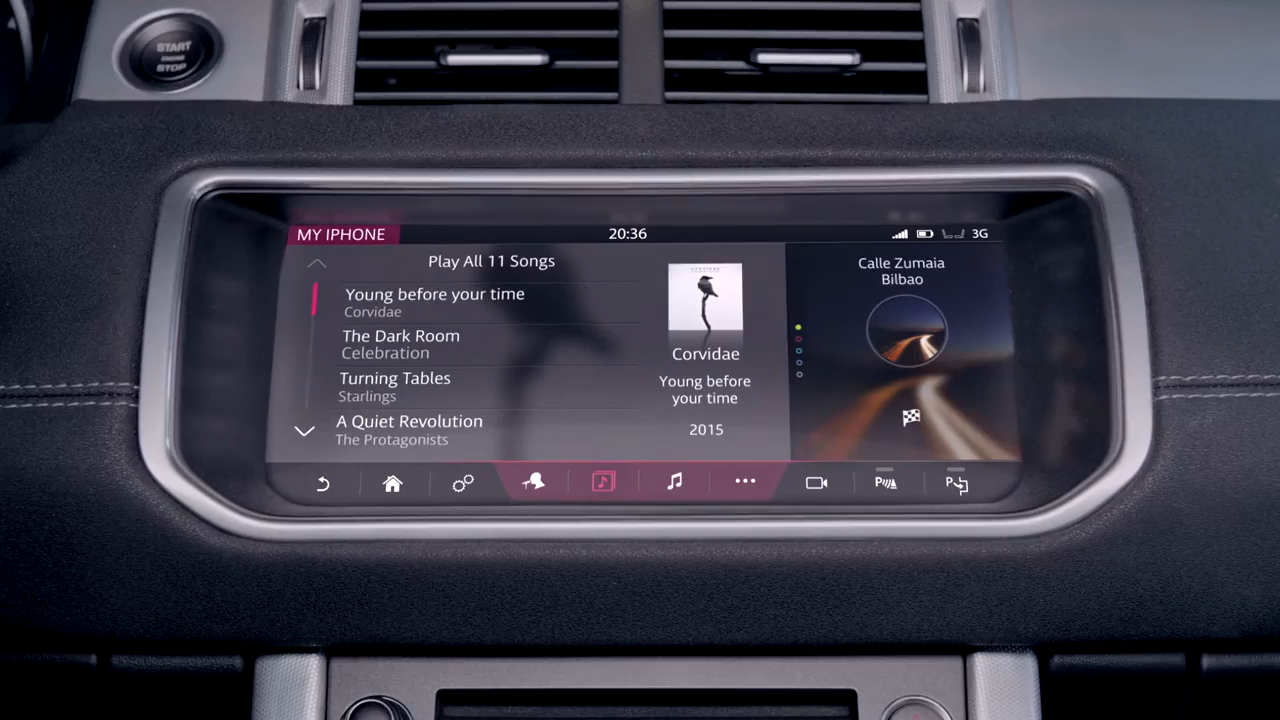 START
ENGINE
STOP
MY IPHONE
20:36
3G
Play All 11 Songs
Young before your time
Corvidae
The Dark Room
Celebration
Turning Tables
Starlings
A Quiet Revolution
The Protagonists
Corvidae
Young before
your time
2015
Calle Zumaia
Bilbao
P
P